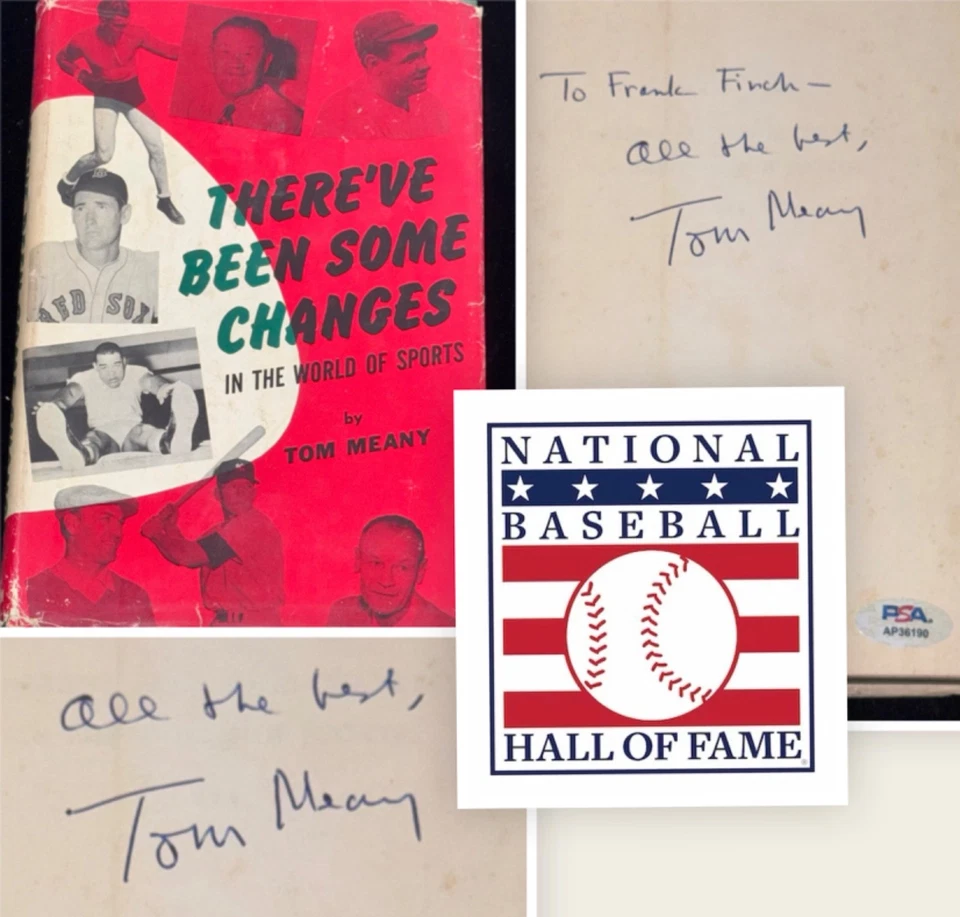 THERE'VE
BEEN SOME
CHANGES
IN THE WORLD OF SPORTS
by
TOM MEANY
RED SOX
To Frank Finch—
All the best,
Tom Meany
PSA
AP36190
NATIONAL
BASEBALL
HALL OF FAME®
All the best,
Tom Meany